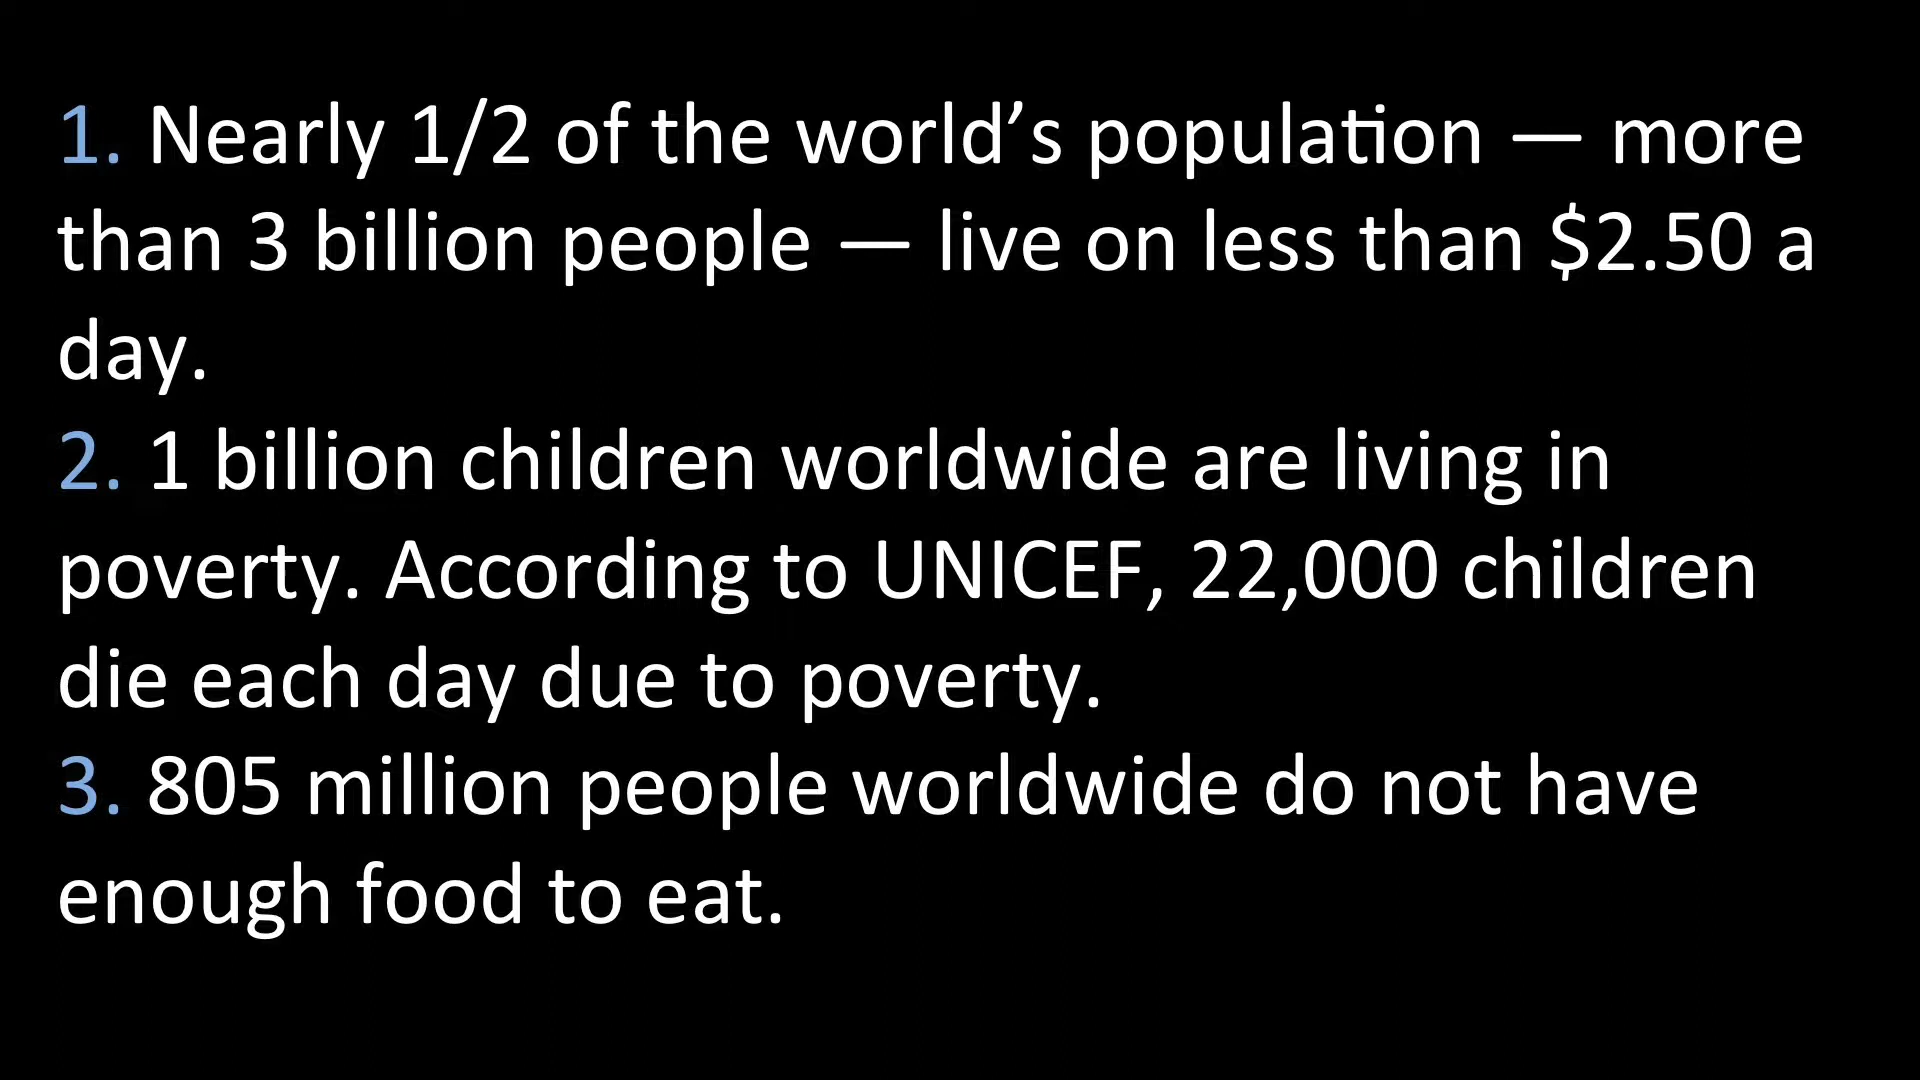 1. Nearly 1/2 of the world’s population — more
than 3 billion people — live on less than $2.50 a
day.
2. 1 billion children worldwide are living in
poverty. According to UNICEF, 22,000 children
die each day due to poverty.
3. 805 million people worldwide do not have
enough food to eat.